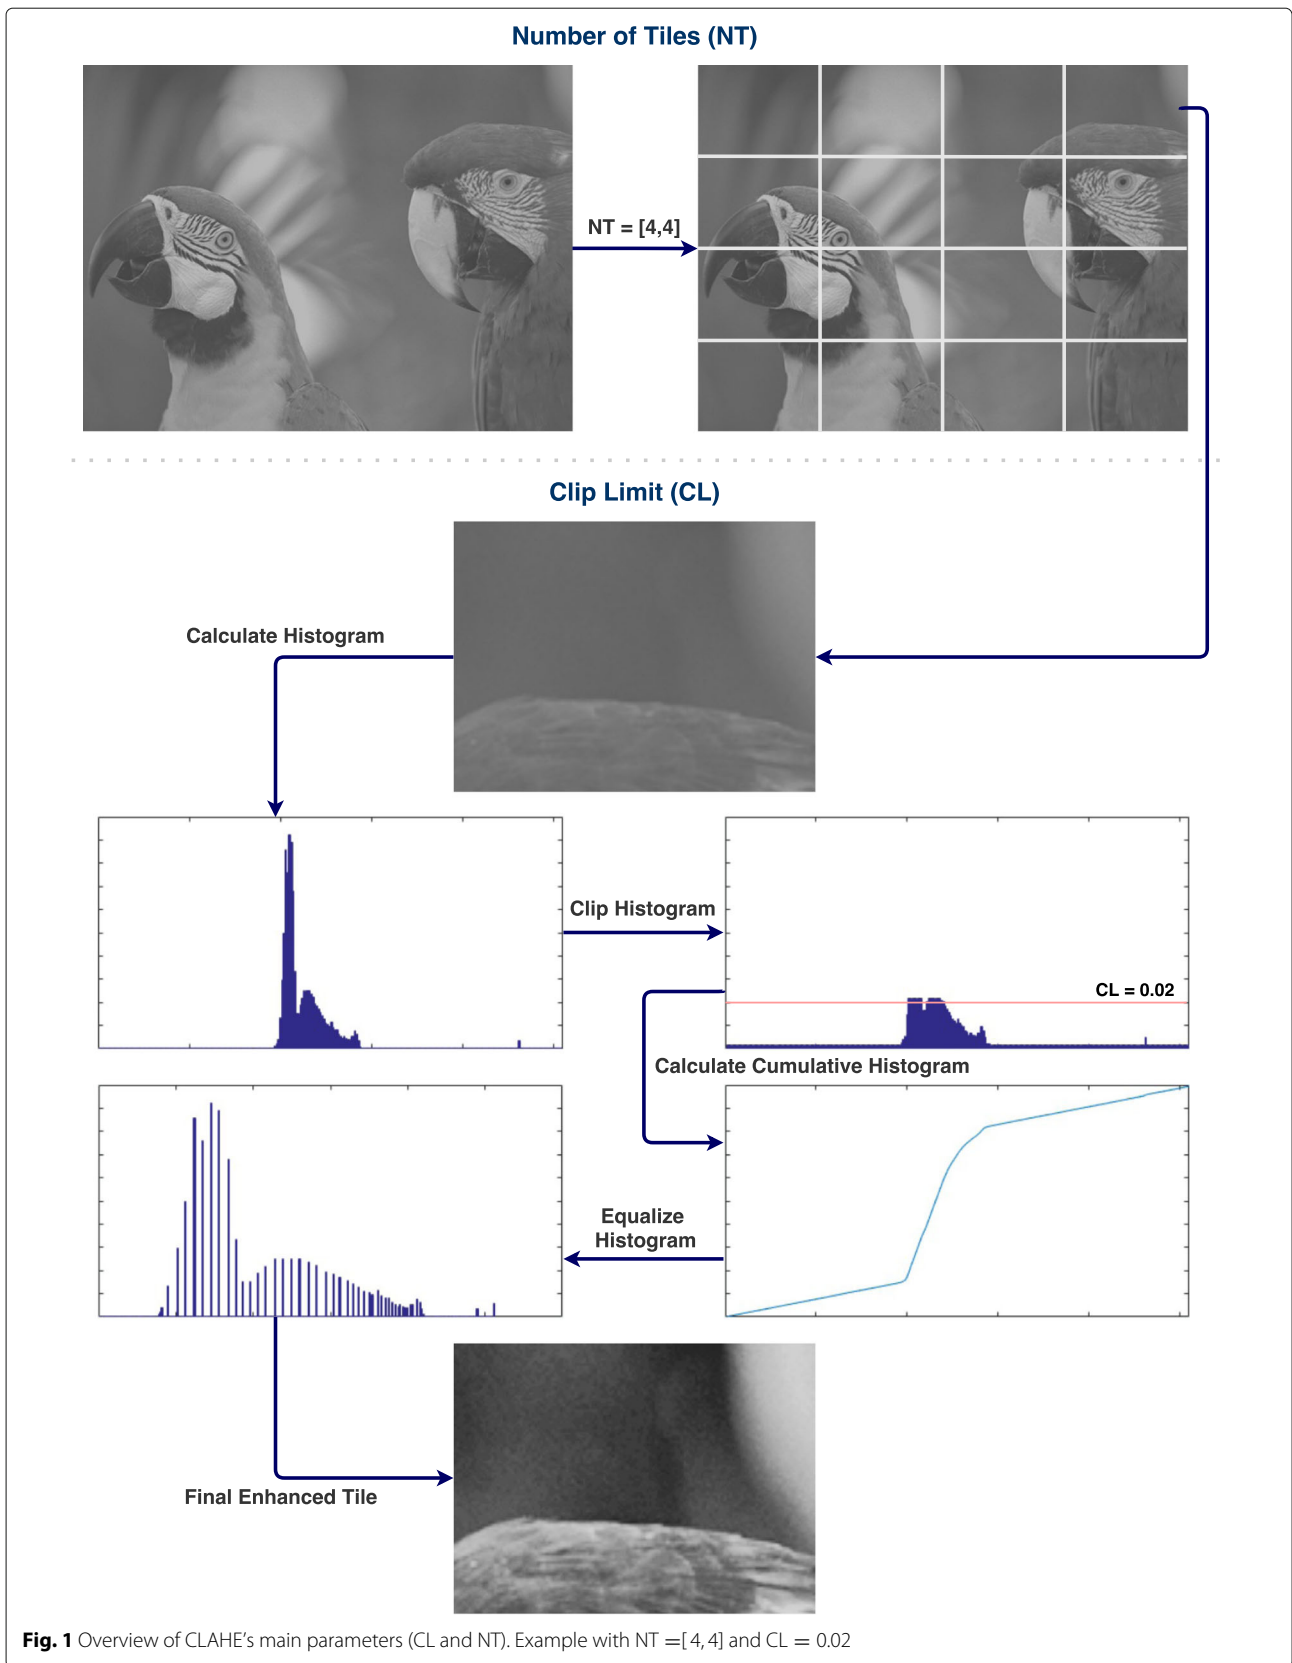 Number of Tiles (NT)
NT = [4,4]
Clip Limit (CL)
Calculate Histogram
Clip Histogram
CL = 0.02
Calculate Cumulative Histogram
Equalize
Histogram
Final Enhanced Tile
Fig. 1 Overview of CLAHE's main parameters (CL and NT). Example with NT =[ 4, 4] and CL = 0.02